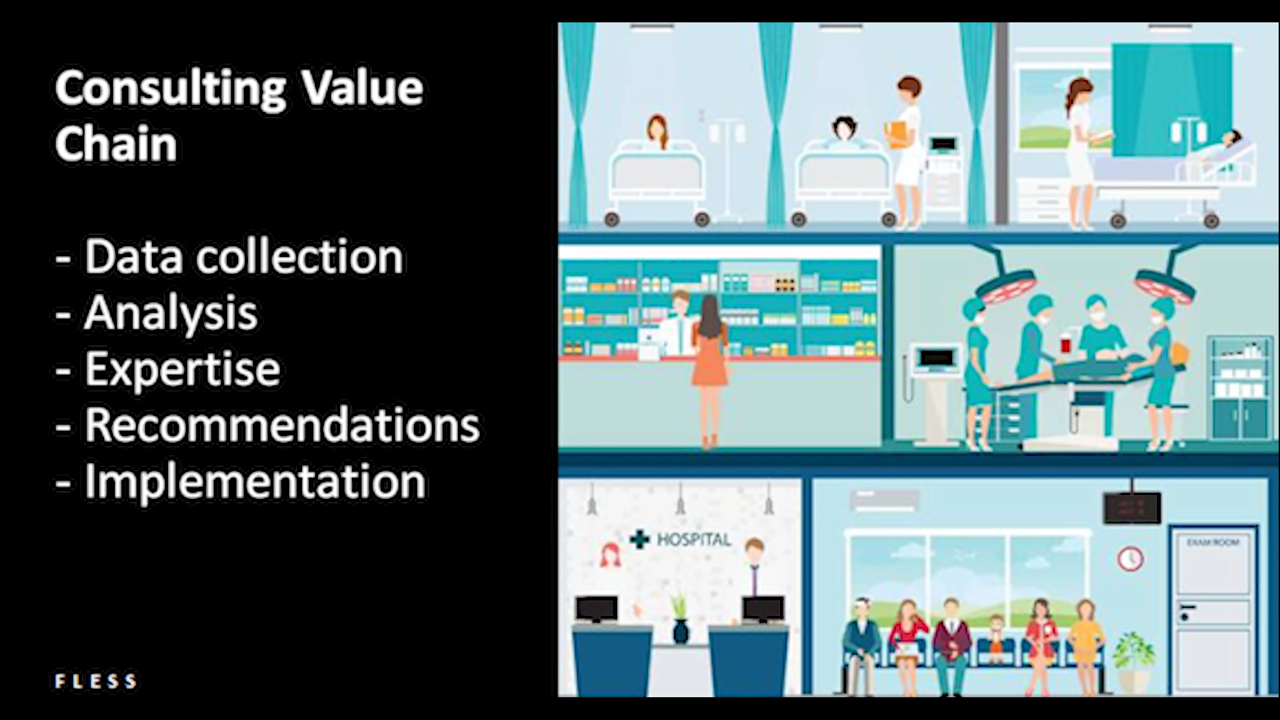 Consulting Value
Chain
- Data collection
- Analysis
- Expertise
- Recommendations
- Implementation
FLESS
HOSPITAL
EXAM ROOM